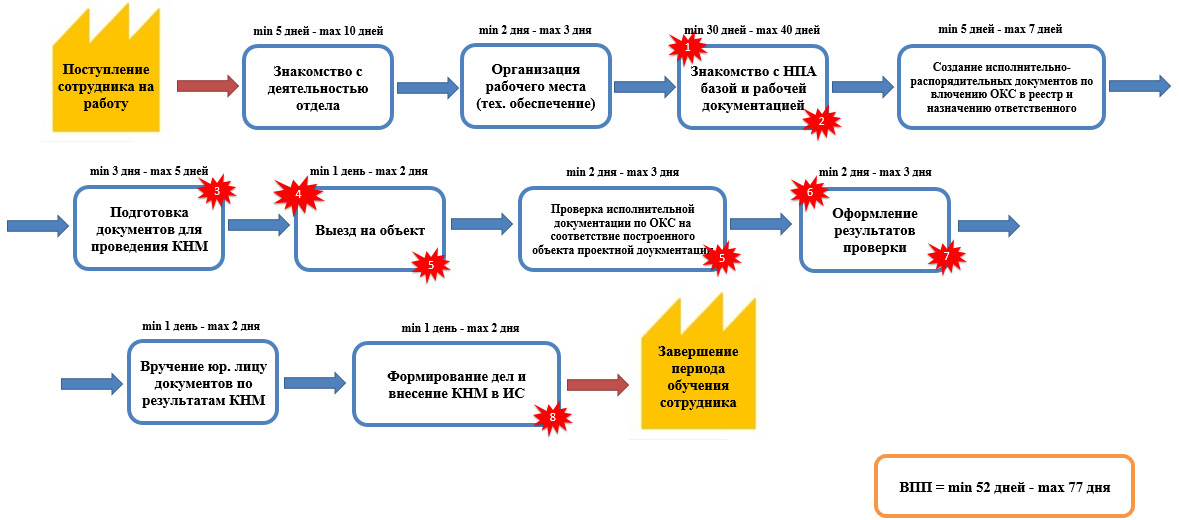 min 5 дней - max 10 дней
min 2 дня - max 3 дня
min 30 дней - max 40 дней
min 5 дней - max 7 дней
Поступление
сотрудника на
работу
Знакомство с
деятельностью
отдела
Организация
рабочего места
(тех. обеспечение)
1
Знакомство с НПА
базой и рабочей
документацией
2
Создание исполнительно-
распорядительных документов по
влючению ОКС в реестр и
назначению ответственного
min 3 дня - max 5 дней
min 1 день - max 2 дня
min 2 дня - max 3 дня
min 2 дня - max 3 дня
3
Подготовка
документов для
проведения КНМ
4
Выезд на объект
5
Проверка исполнительной
документации по ОКС на
соответствие построенного
объекта проектной доукментации
5
6
Оформление
результатов
проверки
7
min 1 день - max 2 дня
min 1 день - max 2 дня
Вручение юр. лицу
документов по
результатам КНМ
Формирование дел и
внесение КНМ в ИС
8
Завершение
периода
обучения
сотрудника
ВПП = min 52 дней - max 77 дня